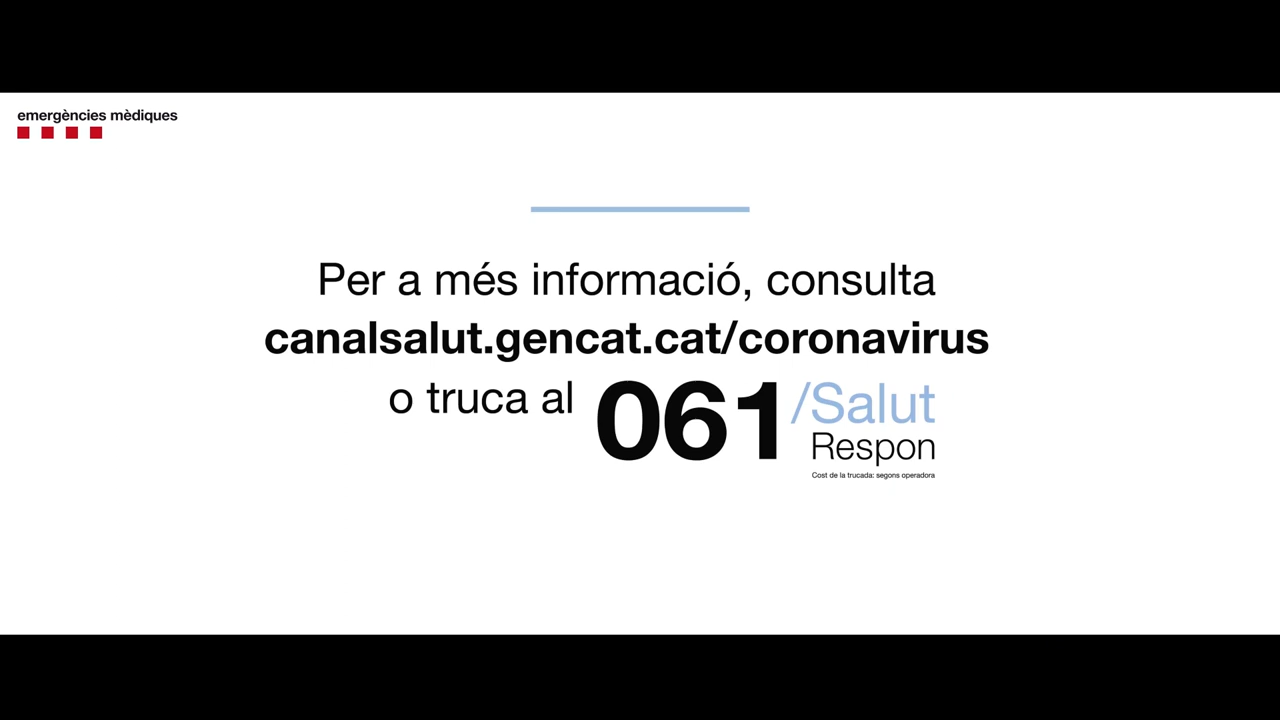 emergències mèdiques
Per a més informació, consulta
canalsalut.gencat.cat/coronavirus
o truca al 061/Salut
Respon
Cost de la trucada: segons operadora